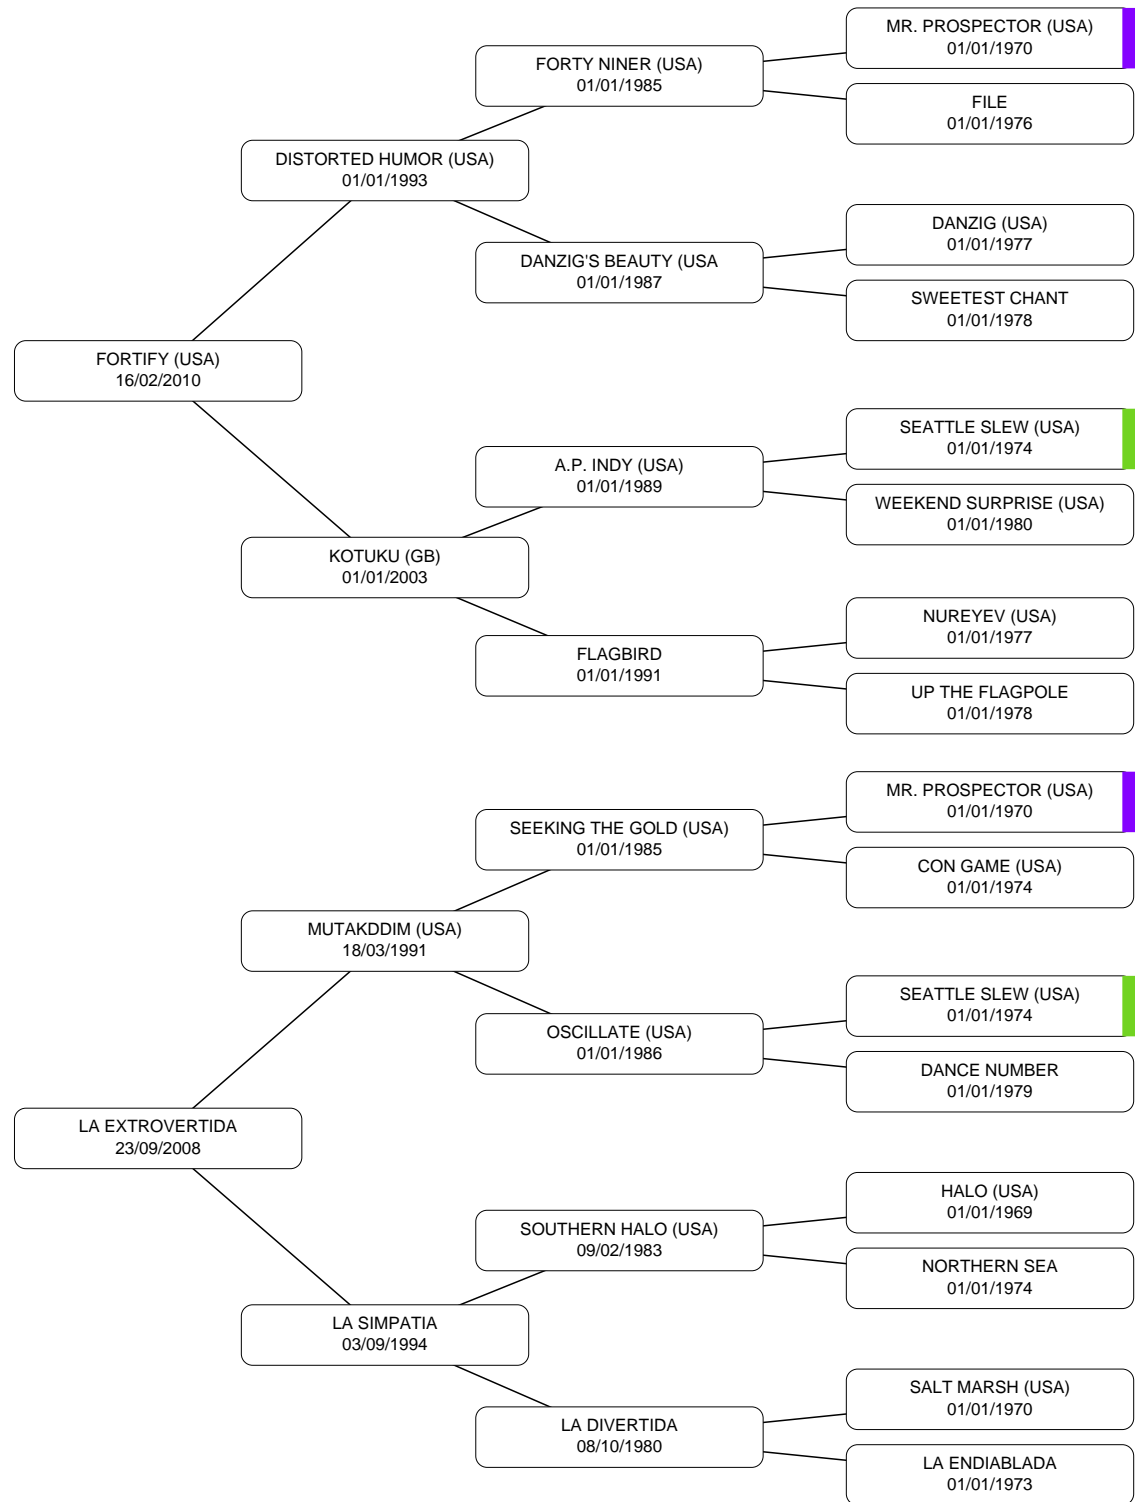 MR. PROSPECTOR (USA)
01/01/1970
FORTY NINER (USA)
01/01/1985
FILE
01/01/1976
DISTORTED HUMOR (USA)
01/01/1993
DANZIG (USA)
01/01/1977
DANZIG'S BEAUTY (USA
01/01/1987
SWEETEST CHANT
01/01/1978
FORTIFY (USA)
16/02/2010
SEATTLE SLEW (USA)
01/01/1974
A.P. INDY (USA)
01/01/1989
WEEKEND SURPRISE (USA)
01/01/1980
KOTUKU (GB)
01/01/2003
NUREYEV (USA)
01/01/1977
FLAGBIRD
01/01/1991
UP THE FLAGPOLE
01/01/1978
MR. PROSPECTOR (USA)
01/01/1970
SEEKING THE GOLD (USA)
01/01/1985
CON GAME (USA)
01/01/1974
MUTAKDDIM (USA)
18/03/1991
SEATTLE SLEW (USA)
01/01/1974
OSCILLATE (USA)
01/01/1986
DANCE NUMBER
01/01/1979
LA EXTROVERTIDA
23/09/2008
HALO (USA)
01/01/1969
SOUTHERN HALO (USA)
09/02/1983
NORTHERN SEA
01/01/1974
LA SIMPATIA
03/09/1994
SALT MARSH (USA)
01/01/1970
LA DIVERTIDA
08/10/1980
LA ENDIABLADA
01/01/1973